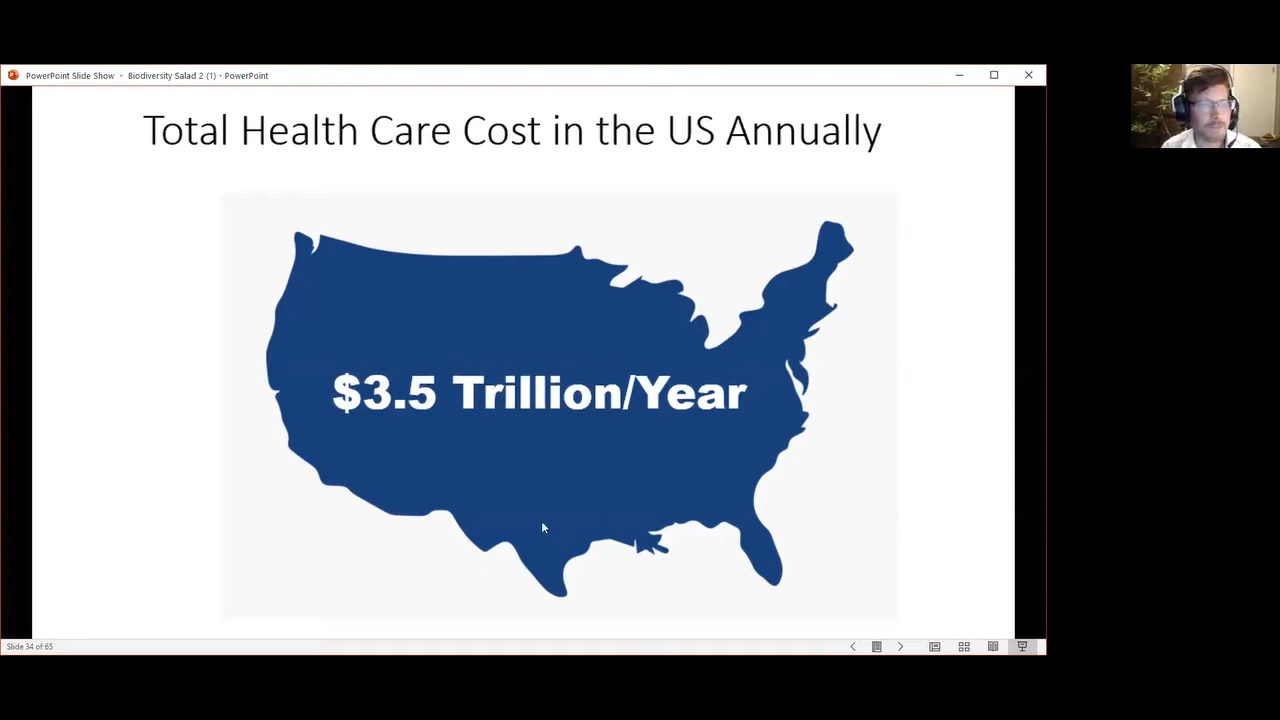 PowerPoint Slide Show - Biodiversity Salad 2 (1) - PowerPoint
Total Health Care Cost in the US Annually
$3.5 Trillion/Year
Slide 34 of 65